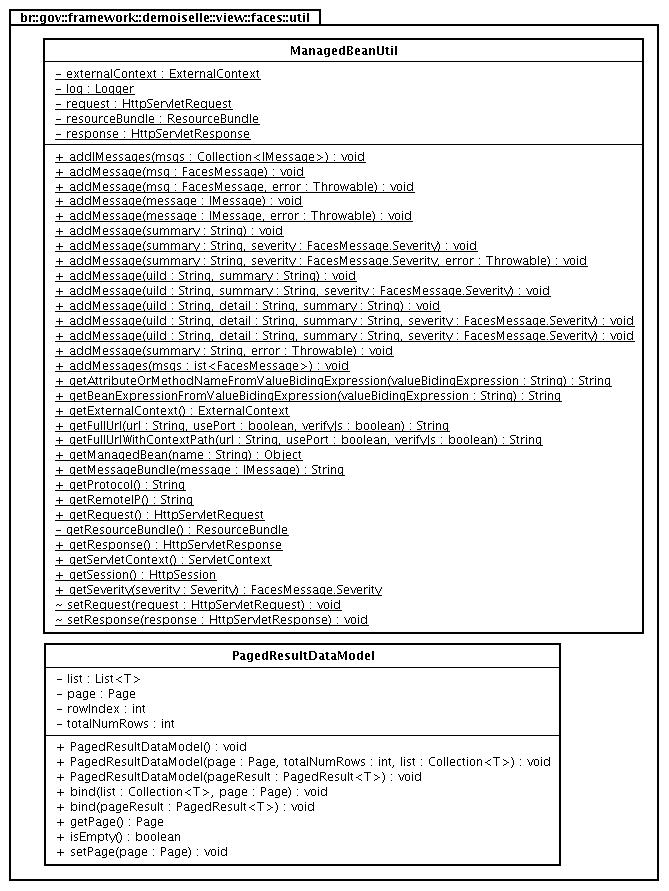 br::gov::framework::demoiselle::view::faces::util
ManagedBeanUtil
- externalContext : ExternalContext
- log : Logger
- request : HttpServletRequest
- resourceBundle : ResourceBundle
- response : HttpServletResponse
+ addIMessages(msgs : Collection<IMessage>) : void
+ addMessage(msg : FacesMessage) : void
+ addMessage(msg : FacesMessage, error : Throwable) : void
+ addMessage(message : IMessage) : void
+ addMessage(message : IMessage, error : Throwable) : void
+ addMessage(summary : String) : void
+ addMessage(summary : String, severity : FacesMessage.Severity) : void
+ addMessage(summary : String, severity : FacesMessage.Severity, error : Throwable) : void
+ addMessage(uiId : String, summary : String) : void
+ addMessage(uiId : String, summary : String, severity : FacesMessage.Severity) : void
+ addMessage(uiId : String, detail : String, summary : String) : void
+ addMessage(uiId : String, detail : String, summary : String, severity : FacesMessage.Severity) : void
+ addMessage(uiId : String, detail : String, summary : String, severity : FacesMessage.Severity) : void
+ addMessage(summary : String, error : Throwable) : void
+ addMessages(msgs : ist<FacesMessage>) : void
+ getAttributeOrMethodNameFromValueBidingExpression(valueBidingExpression : String) : String
+ getBeanExpressionFromValueBidingExpression(valueBidingExpression : String) : String
+ getExternalContext() : ExternalContext
+ getFullUrl(url : String, usePort : boolean, verifyJs : boolean) : String
+ getFullUrlWithContextPath(url : String, usePort : boolean, verifyJs : boolean) : String
+ getManagedBean(name : String) : Object
+ getMessageBundle(message : IMessage) : String
+ getProtocol() : String
+ getRemoteIP() : String
+ getRequest() : HttpServletRequest
- getResourceBundle() : ResourceBundle
+ getResponse() : HttpServletResponse
+ getServletContext() : ServletContext
+ getSession() : HttpSession
+ getSeverity(severity : Severity) : FacesMessage.Severity
~ setRequest(request : HttpServletRequest) : void
~ setResponse(response : HttpServletResponse) : void
PagedResultDataModel
- list : List<T>
- page : Page
- rowIndex : int
- totalNumRows : int
+ PagedResultDataModel() : void
+ PagedResultDataModel(page : Page, totalNumRows : int, list : Collection<T>) : void
+ PagedResultDataModel(pageResult : PagedResult<T>) : void
+ bind(list : Collection<T>, page : Page) : void
+ bind(pageResult : PagedResult<T>) : void
+ getPage() : Page
+ isEmpty() : boolean
+ setPage(page : Page) : void